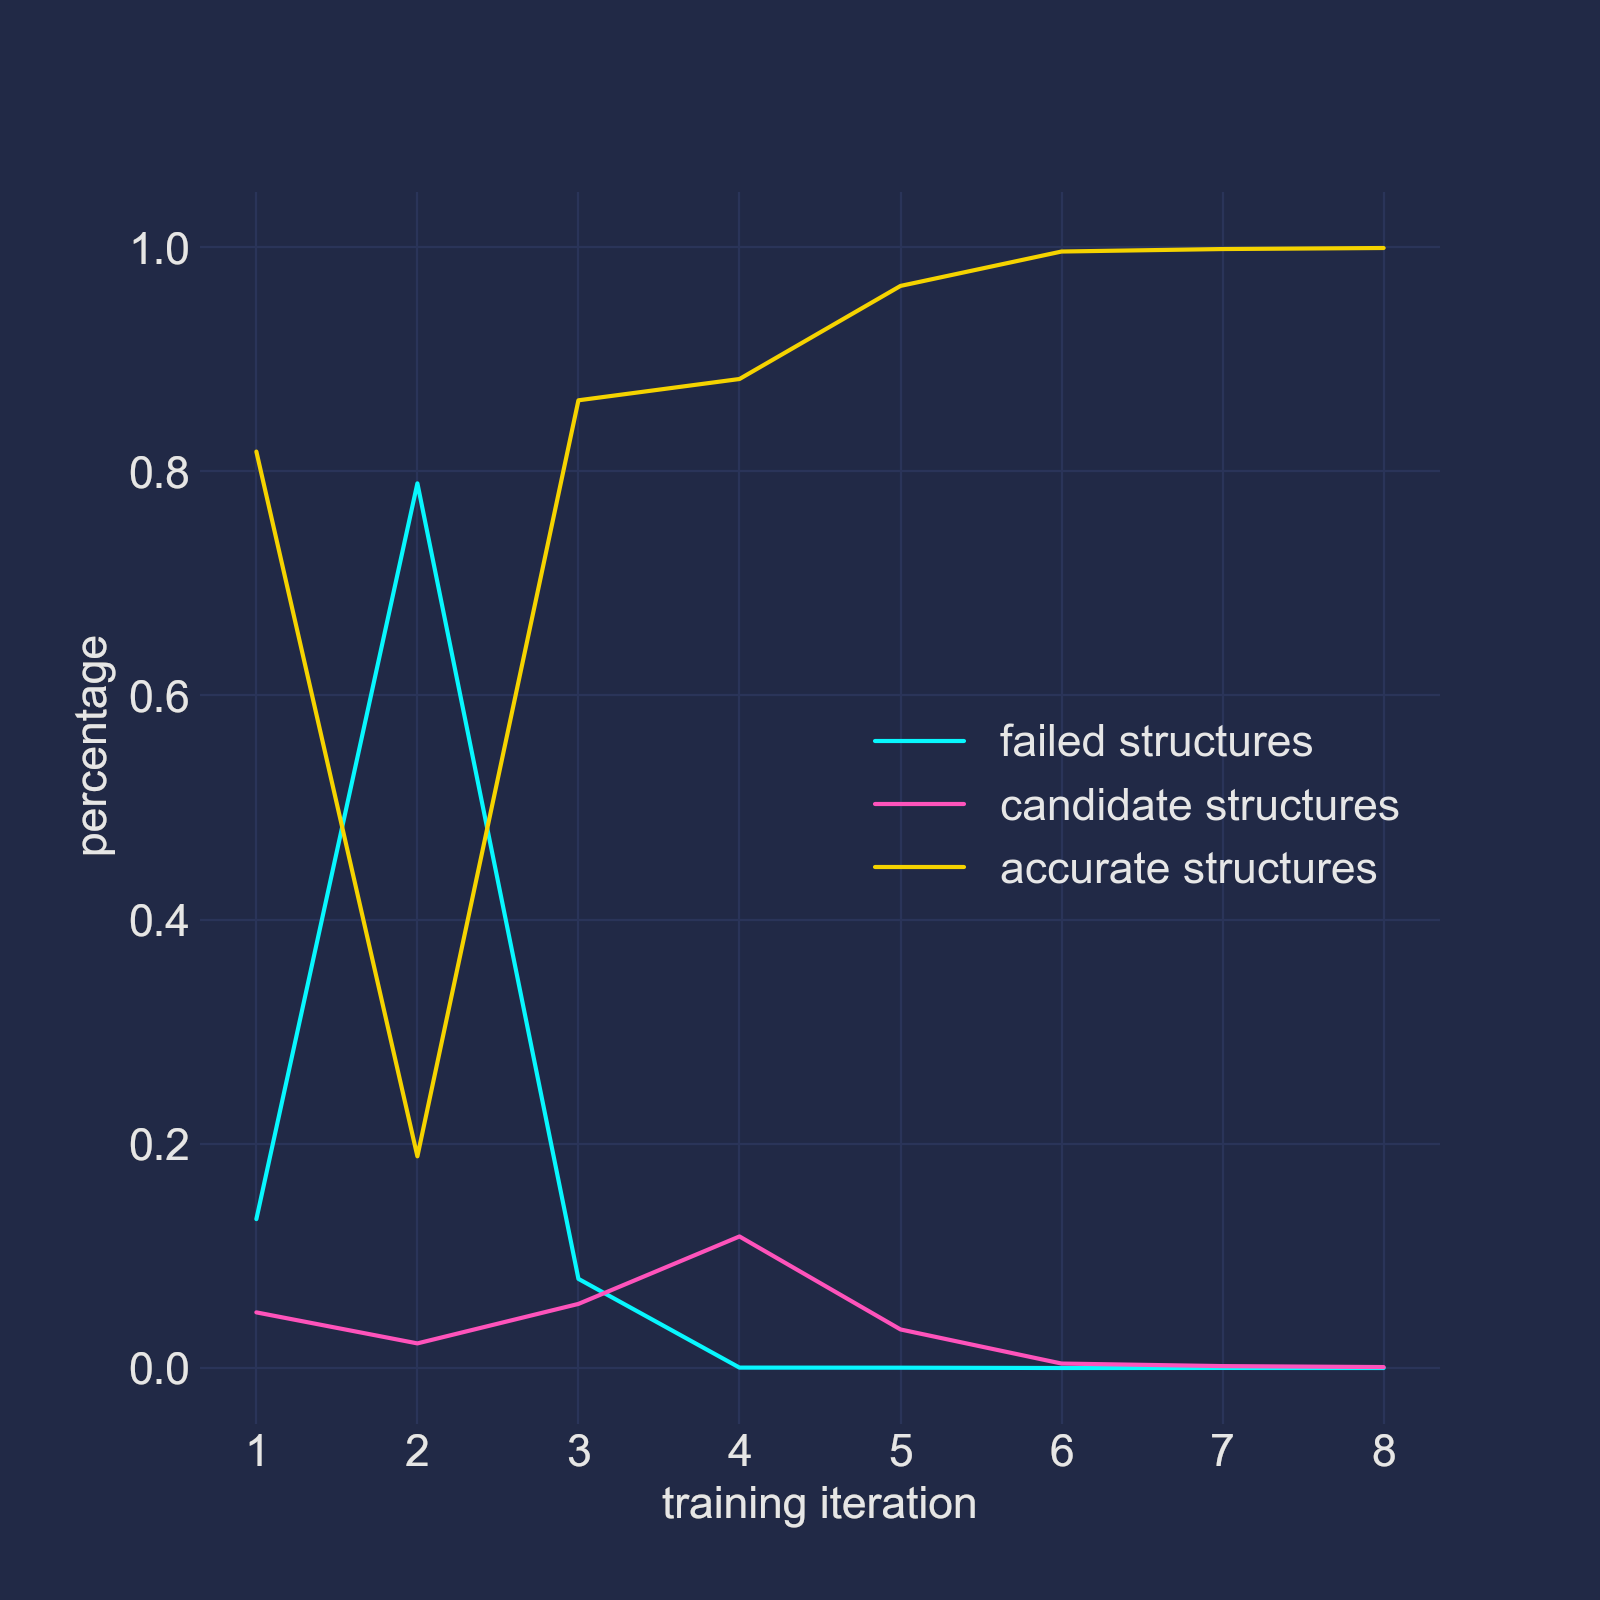 1.0
0.8
0.6
0.4
0.2
0.0
percentage
failed structures
candidate structures
accurate structures
1 2 3 4 5 6 7 8
training iteration